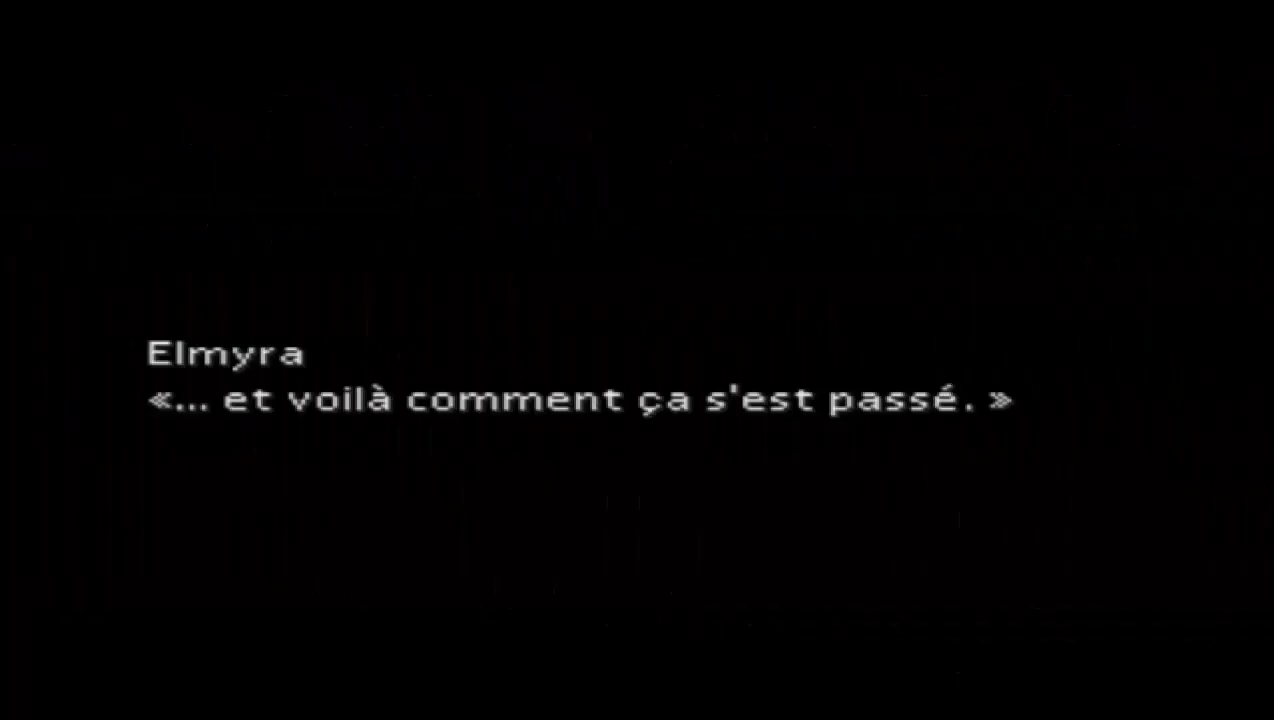 Elmyra
«... et voilà comment ça s'est passé. »